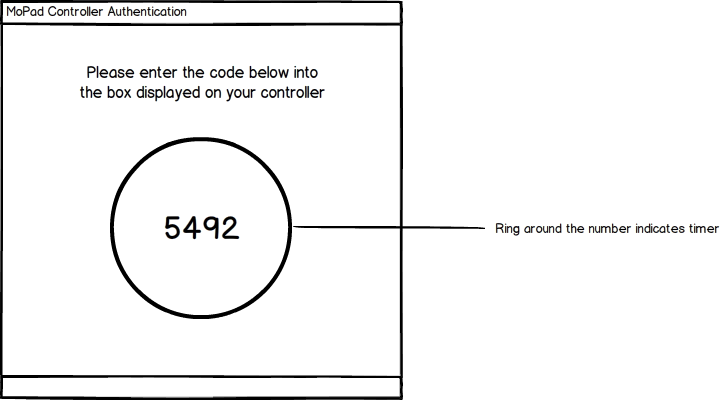 MoPad Controller Authentication
Please enter the code below into
the box displayed on your controller
5492
Ring around the number indicates timer